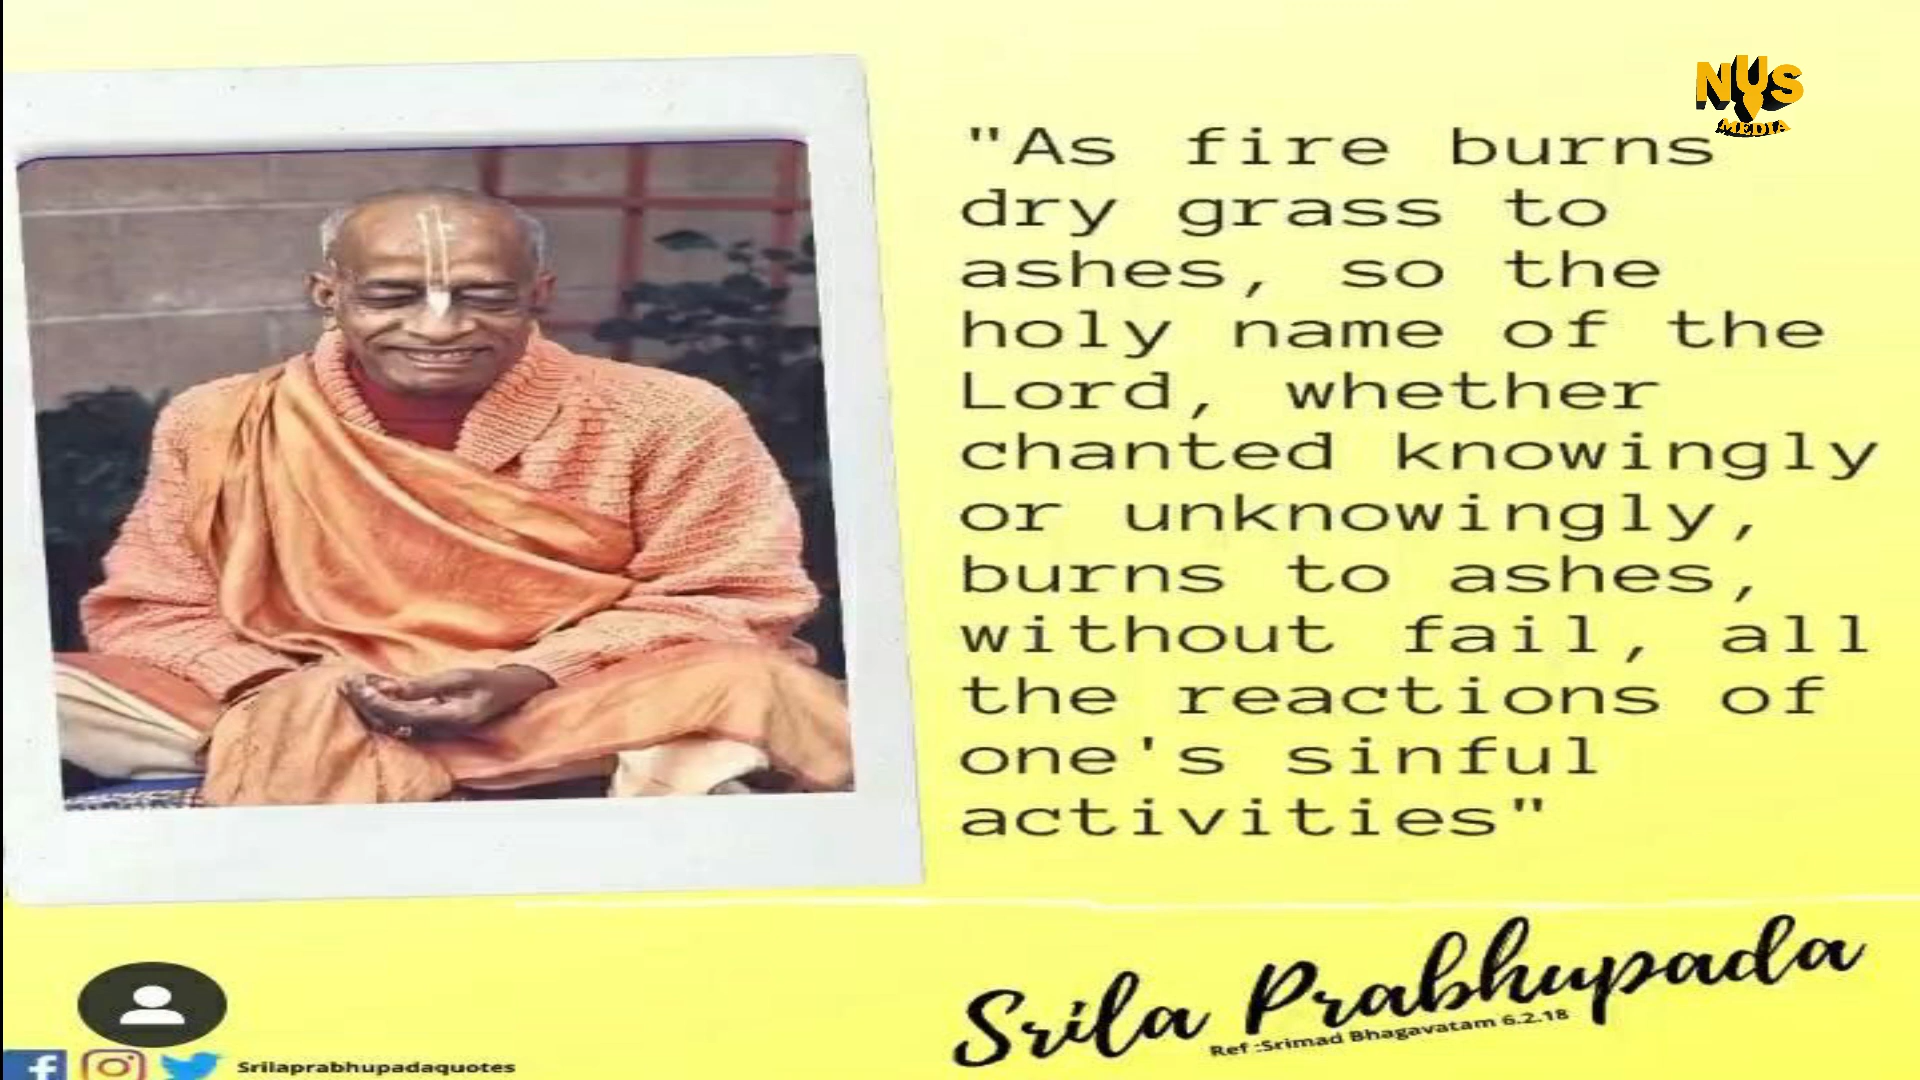 NUS
MEDIA
"As fire burns
dry grass to
ashes, so the
holy name of the
Lord, whether
chanted knowingly
or unknowingly,
burns to ashes,
without fail, all
the reactions of
one's sinful
activities"
Srila Prabhupada
Ref :Srimad Bhagavatam 6.2.18
Srilaprabhupadaquotes